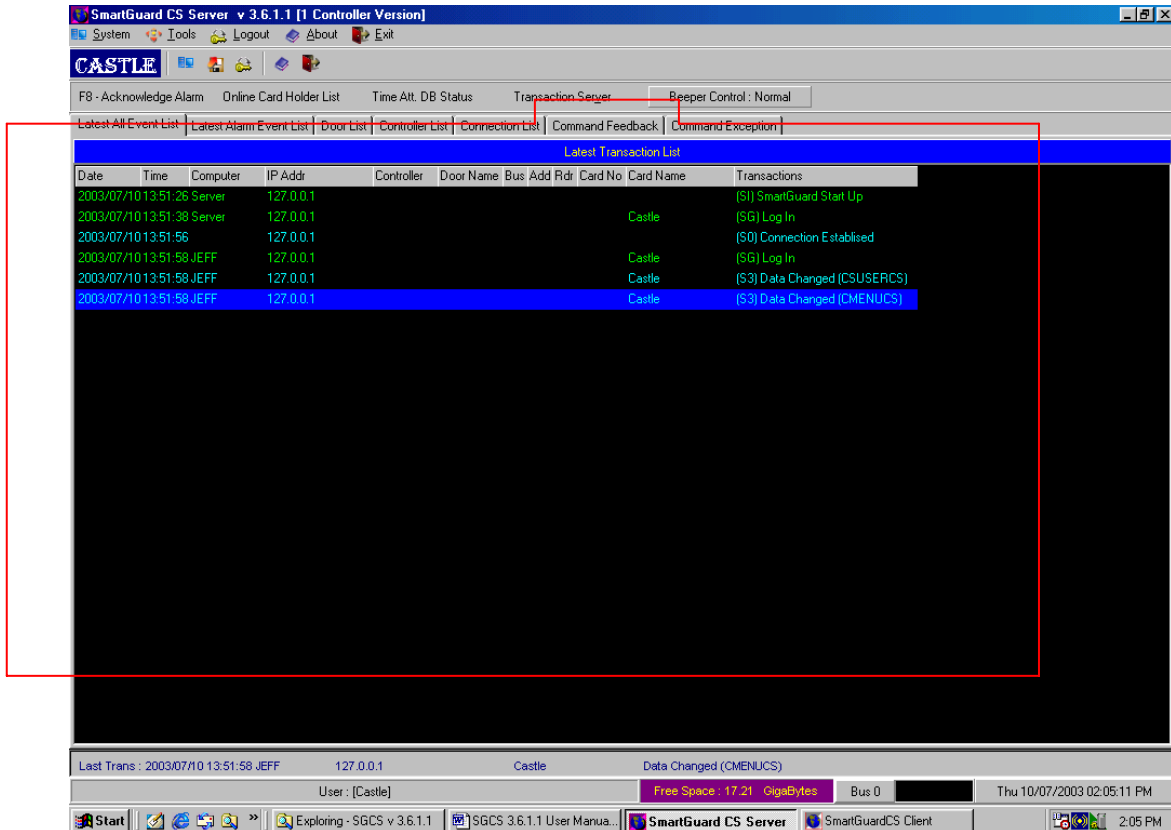 SmartGuard CS Server v 3.6.1.1 [1 Controller Version]
System Tools Logout About Exit
CASTLE
F8 - Acknowledge Alarm Online Card Holder List Time Att. DB Status Transaction Server Beeper Control : Normal
Latest All Event List Latest Alarm Event List Door List Controller List Connection List Command Feedback Command Exception
Latest Transaction List
Date Time Computer IP Addr Controller Door Name Bus Add Rdr Card No Card Name Transactions
2003/07/10 13:51:26 Server 127.0.0.1 (SI) SmartGuard Start Up
2003/07/10 13:51:38 Server 127.0.0.1 Castle (SG) Log In
2003/07/10 13:51:56 127.0.0.1 (S0) Connection Establised
2003/07/10 13:51:58 JEFF 127.0.0.1 Castle (SG) Log In
2003/07/10 13:51:58 JEFF 127.0.0.1 Castle (S3) Data Changed (CSUSERCS)
2003/07/10 13:51:58 JEFF 127.0.0.1 Castle (S3) Data Changed (CMENUCS)
Last Trans : 2003/07/10 13:51:58 JEFF 127.0.0.1 Castle Data Changed (CMENUCS)
User : [Castle] Free Space : 17.21 GigaBytes Bus 0 Thu 10/07/2003 02:05:11 PM
Start » Exploring - SGCS v 3.6.1.1 SGCS 3.6.1.1 User Manua... SmartGuard CS Server SmartGuardCS Client 2:05 PM